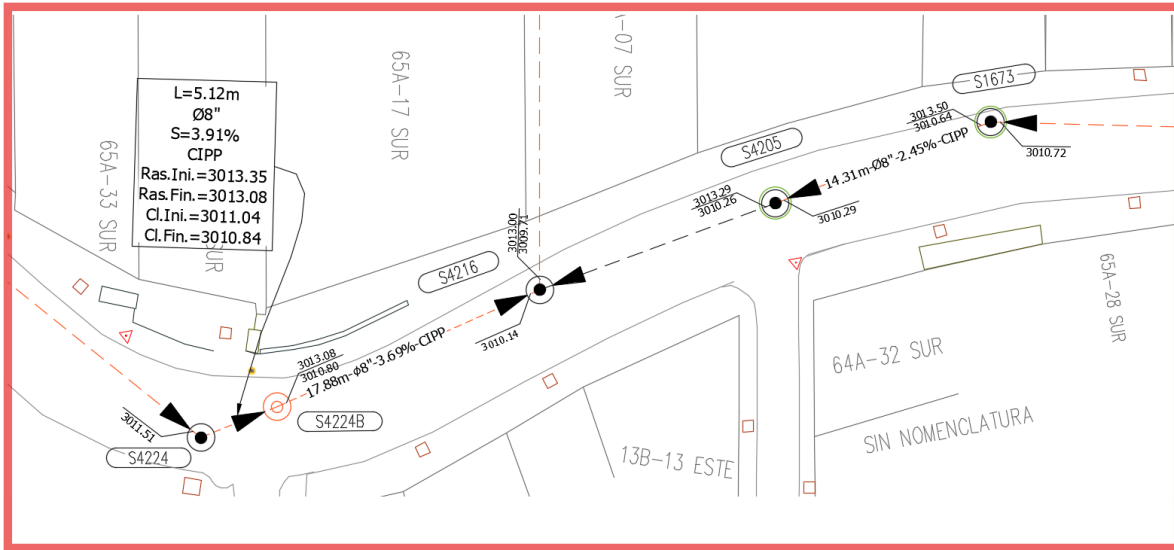 65A-17 SUR
A-07 SUR
S1673
L=5.12m
Ø8"
S=3.91%
CIPP
Ras.Ini.=3013.35
Ras.Fin.=3013.08
Cl.Ini.=3011.04
Cl.Fin.=3010.84
3013.50
3010.64
3010.72
S4205
14.31m-Ø8"-2.45%-CIPP
65A-33 SUR
SUR
3013.29
3010.26
3010.29
3013.00
3009.71
S4216
65A-28 SUR
3010.14
17.88m-ø8"-3.69%-CIPP
3013.08
3010.80
64A-32 SUR
3011.51
S4224B
S4224
SIN NOMENCLATURA
13B-13 ESTE